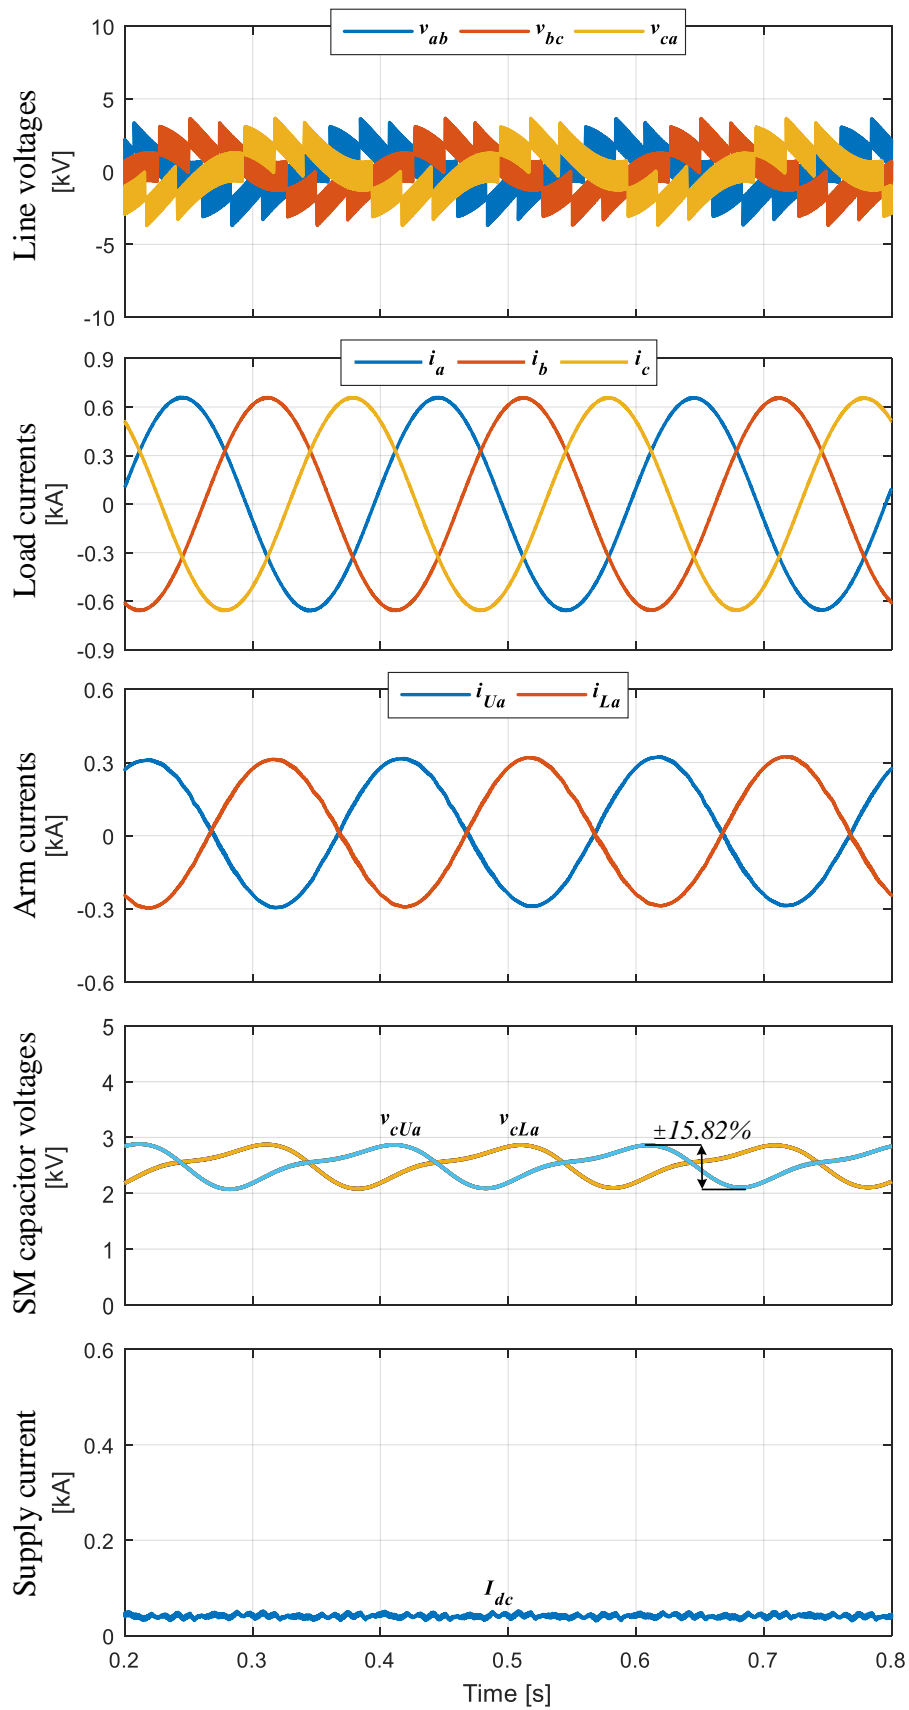 v_ab v_bc v_ca
10
5
0
-5
-10
Line voltages
[kV]
i_a i_b i_c
0.9
0.6
0.3
0
-0.3
-0.6
-0.9
Load currents
[kA]
i_Ua i_La
0.6
0.3
0
-0.3
-0.6
Arm currents
[kA]
5
4
3
2
1
0
SM capacitor voltages
[kV]
v_cUa v_cLa ±15.82%
0.6
0.4
0.2
0
Supply current
[kA]
I_dc
0.2 0.3 0.4 0.5 0.6 0.7 0.8
Time [s]